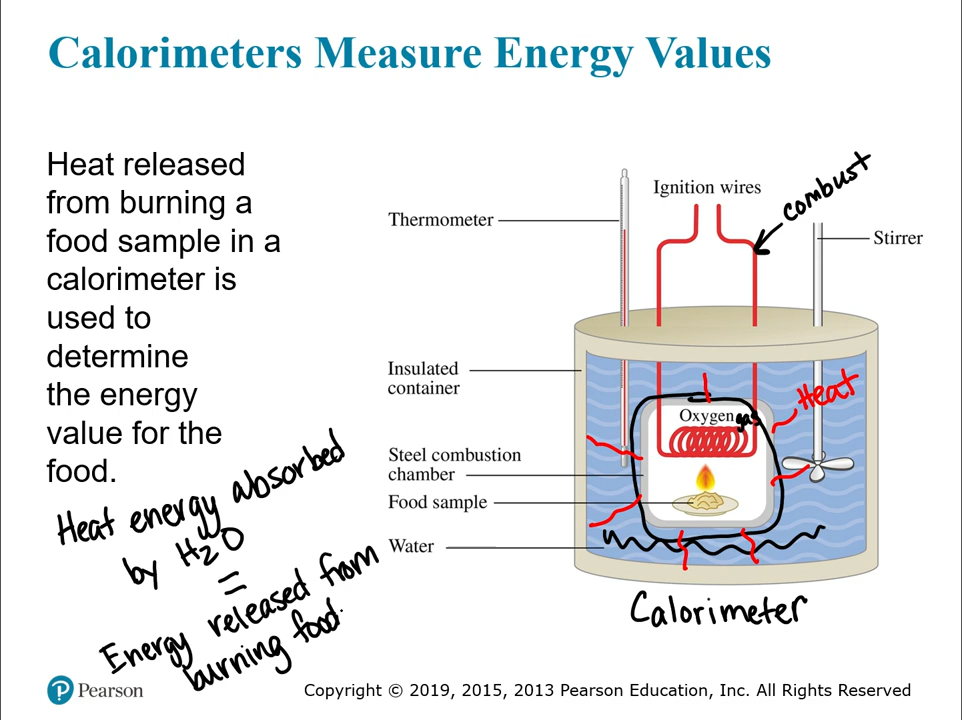 Calorimeters Measure Energy Values
Heat released
from burning a
food sample in a
calorimeter is
used to
determine
the energy
value for the
food.
Heat energy absorbed
by H2O
=
Energy released from
burning food.
Ignition wires
combust
Thermometer
Stirrer
Insulated
container
Heat
Oxygen gas
Steel combustion
chamber
Food sample
Water
Calorimeter
P Pearson
Copyright © 2019, 2015, 2013 Pearson Education, Inc. All Rights Reserved